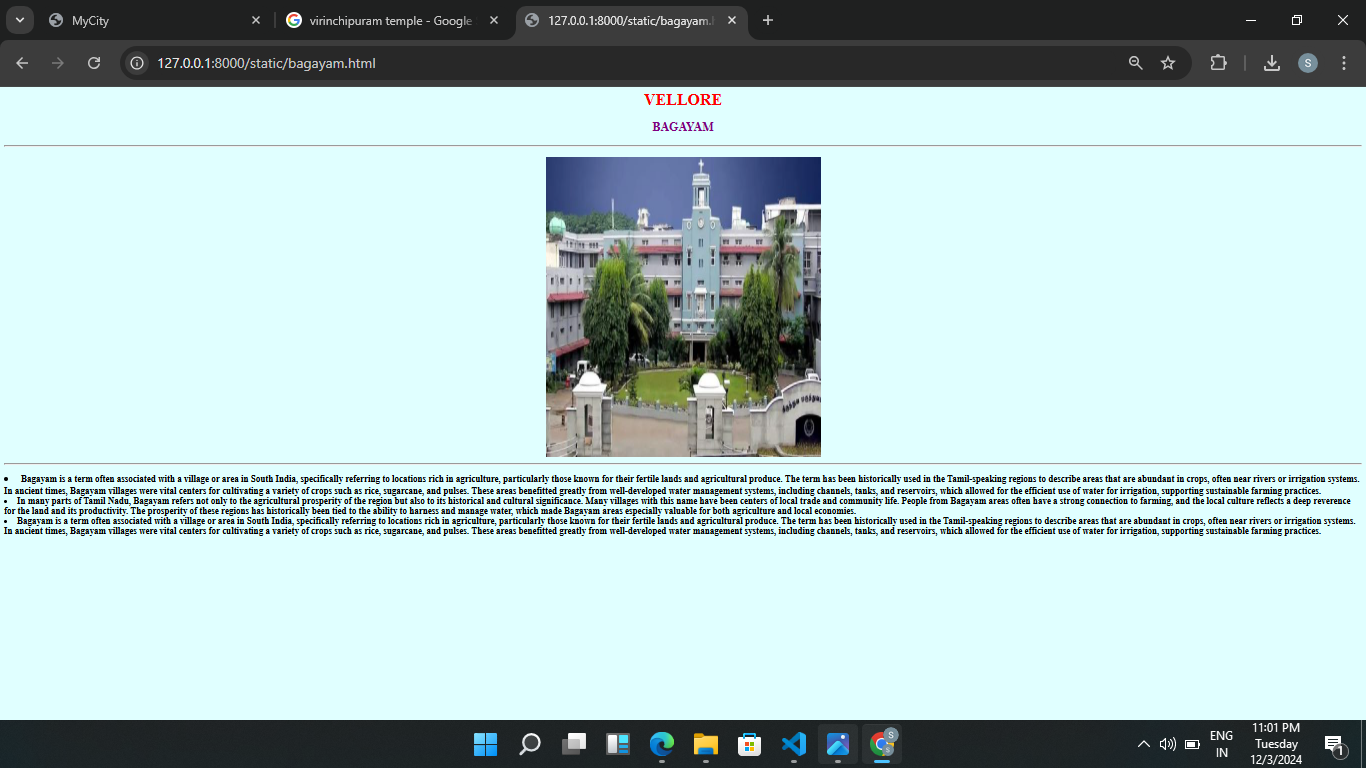 MyCity
virinchipuram temple - Google
127.0.0.1:8000/static/bagayam.
127.0.0.1:8000/static/bagayam.html
S
VELLORE
BAGAYAM
• Bagayam is a term often associated with a village or area in South India, specifically referring to locations rich in agriculture, particularly those known for their fertile lands and agricultural produce. The term has been historically used in the Tamil-speaking regions to describe areas that are abundant in crops, often near rivers or irrigation systems.
In ancient times, Bagayam villages were vital centers for cultivating a variety of crops such as rice, sugarcane, and pulses. These areas benefitted greatly from well-developed water management systems, including channels, tanks, and reservoirs, which allowed for the efficient use of water for irrigation, supporting sustainable farming practices.
• In many parts of Tamil Nadu, Bagayam refers not only to the agricultural prosperity of the region but also to its historical and cultural significance. Many villages with this name have been centers of local trade and community life. People from Bagayam areas often have a strong connection to farming, and the local culture reflects a deep reverence
for the land and its productivity. The prosperity of these regions has historically been tied to the ability to harness and manage water, which made Bagayam areas especially valuable for both agriculture and local economies.
• Bagayam is a term often associated with a village or area in South India, specifically referring to locations rich in agriculture, particularly those known for their fertile lands and agricultural produce. The term has been historically used in the Tamil-speaking regions to describe areas that are abundant in crops, often near rivers or irrigation systems.
In ancient times, Bagayam villages were vital centers for cultivating a variety of crops such as rice, sugarcane, and pulses. These areas benefitted greatly from well-developed water management systems, including channels, tanks, and reservoirs, which allowed for the efficient use of water for irrigation, supporting sustainable farming practices.
S
ENG
IN
11:01 PM
Tuesday
12/3/2024
1